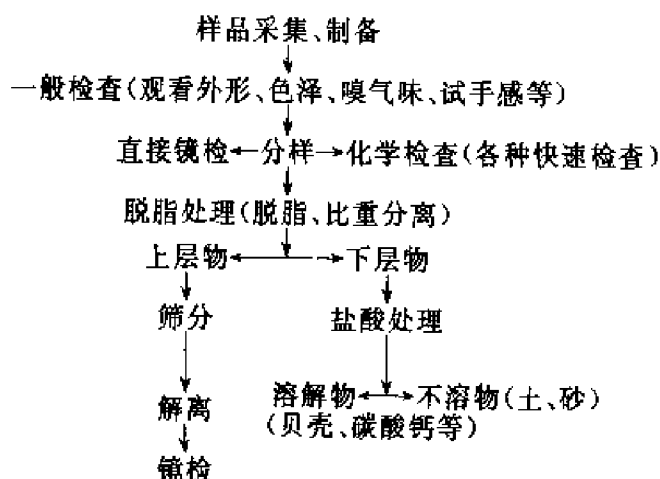 样品采集、制备
一般检查(观看外形、色泽、嗅气味、试手感等)
直接镜检 分样 化学检查(各种快速检查)
脱脂处理(脱脂、比重分离)
上层物 下层物
筛分 盐酸处理
溶解物 不溶物(土、砂)
解离 (贝壳、碳酸钙等)
镜检